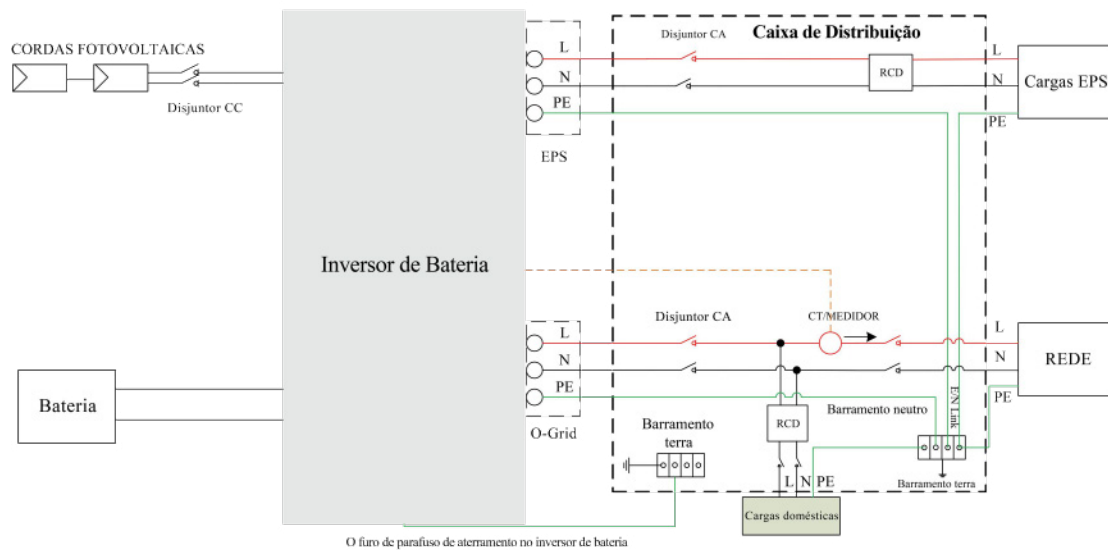 CORDAS FOTOVOLTAICAS
Disjuntor CC
Inversor de Bateria
Bateria
L
N
PE
EPS
Disjuntor CA
Caixa de Distribuição
RCD
L
N
PE
Cargas EPS
L
N
PE
O-Grid
Disjuntor CA
CT/MEDIDOR
L
N
PE
REDE
E/N Link
Barramento neutro
Barramento
terra
RCD
L N PE
Barramento terra
Cargas domésticas
O furo de parafuso de aterramento no inversor de bateria